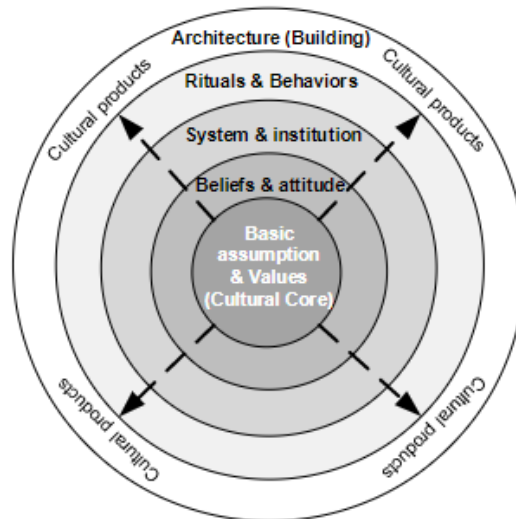 Architecture (Building)
Cultural products
Cultural products
Rituals & Behaviors
System & institution
Beliefs & attitude.
Basic
assumption
& Values
(Cultural Core)
Cultural products
Cultural products